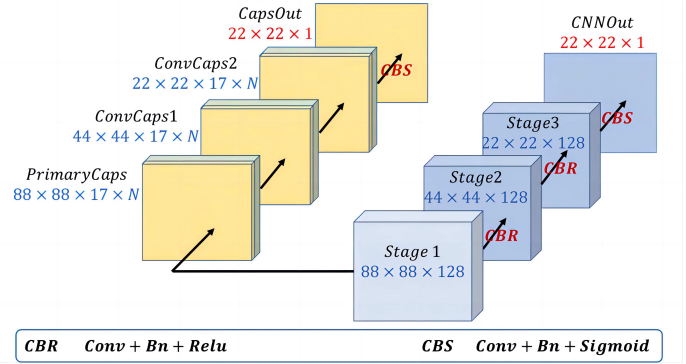 CapsOut
22 × 22 × 1
CBS
ConvCaps2
22 × 22 × 17 × N
ConvCaps1
44 × 44 × 17 × N
PrimaryCaps
88 × 88 × 17 × N
CNNOut
22 × 22 × 1
CBS
Stage3
22 × 22 × 128
CBR
Stage2
44 × 44 × 128
CBR
Stage 1
88 × 88 × 128
CBR Conv + Bn + Relu
CBS Conv + Bn + Sigmoid